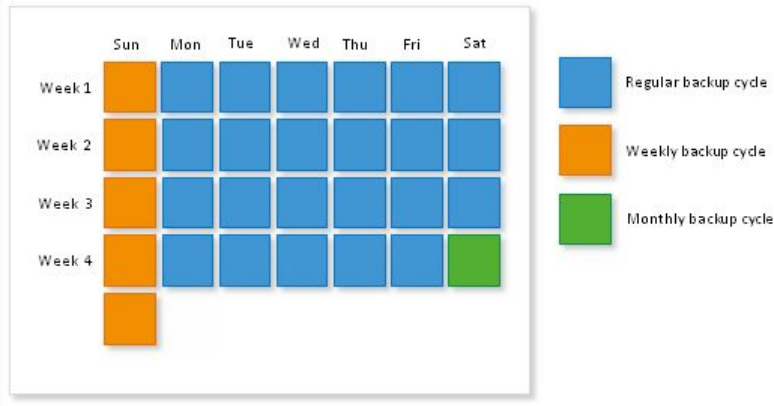 Sun Mon Tue Wed Thu Fri Sat
Week 1
Week 2
Week 3
Week 4
Regular backup cycle
Weekly backup cycle
Monthly backup cycle